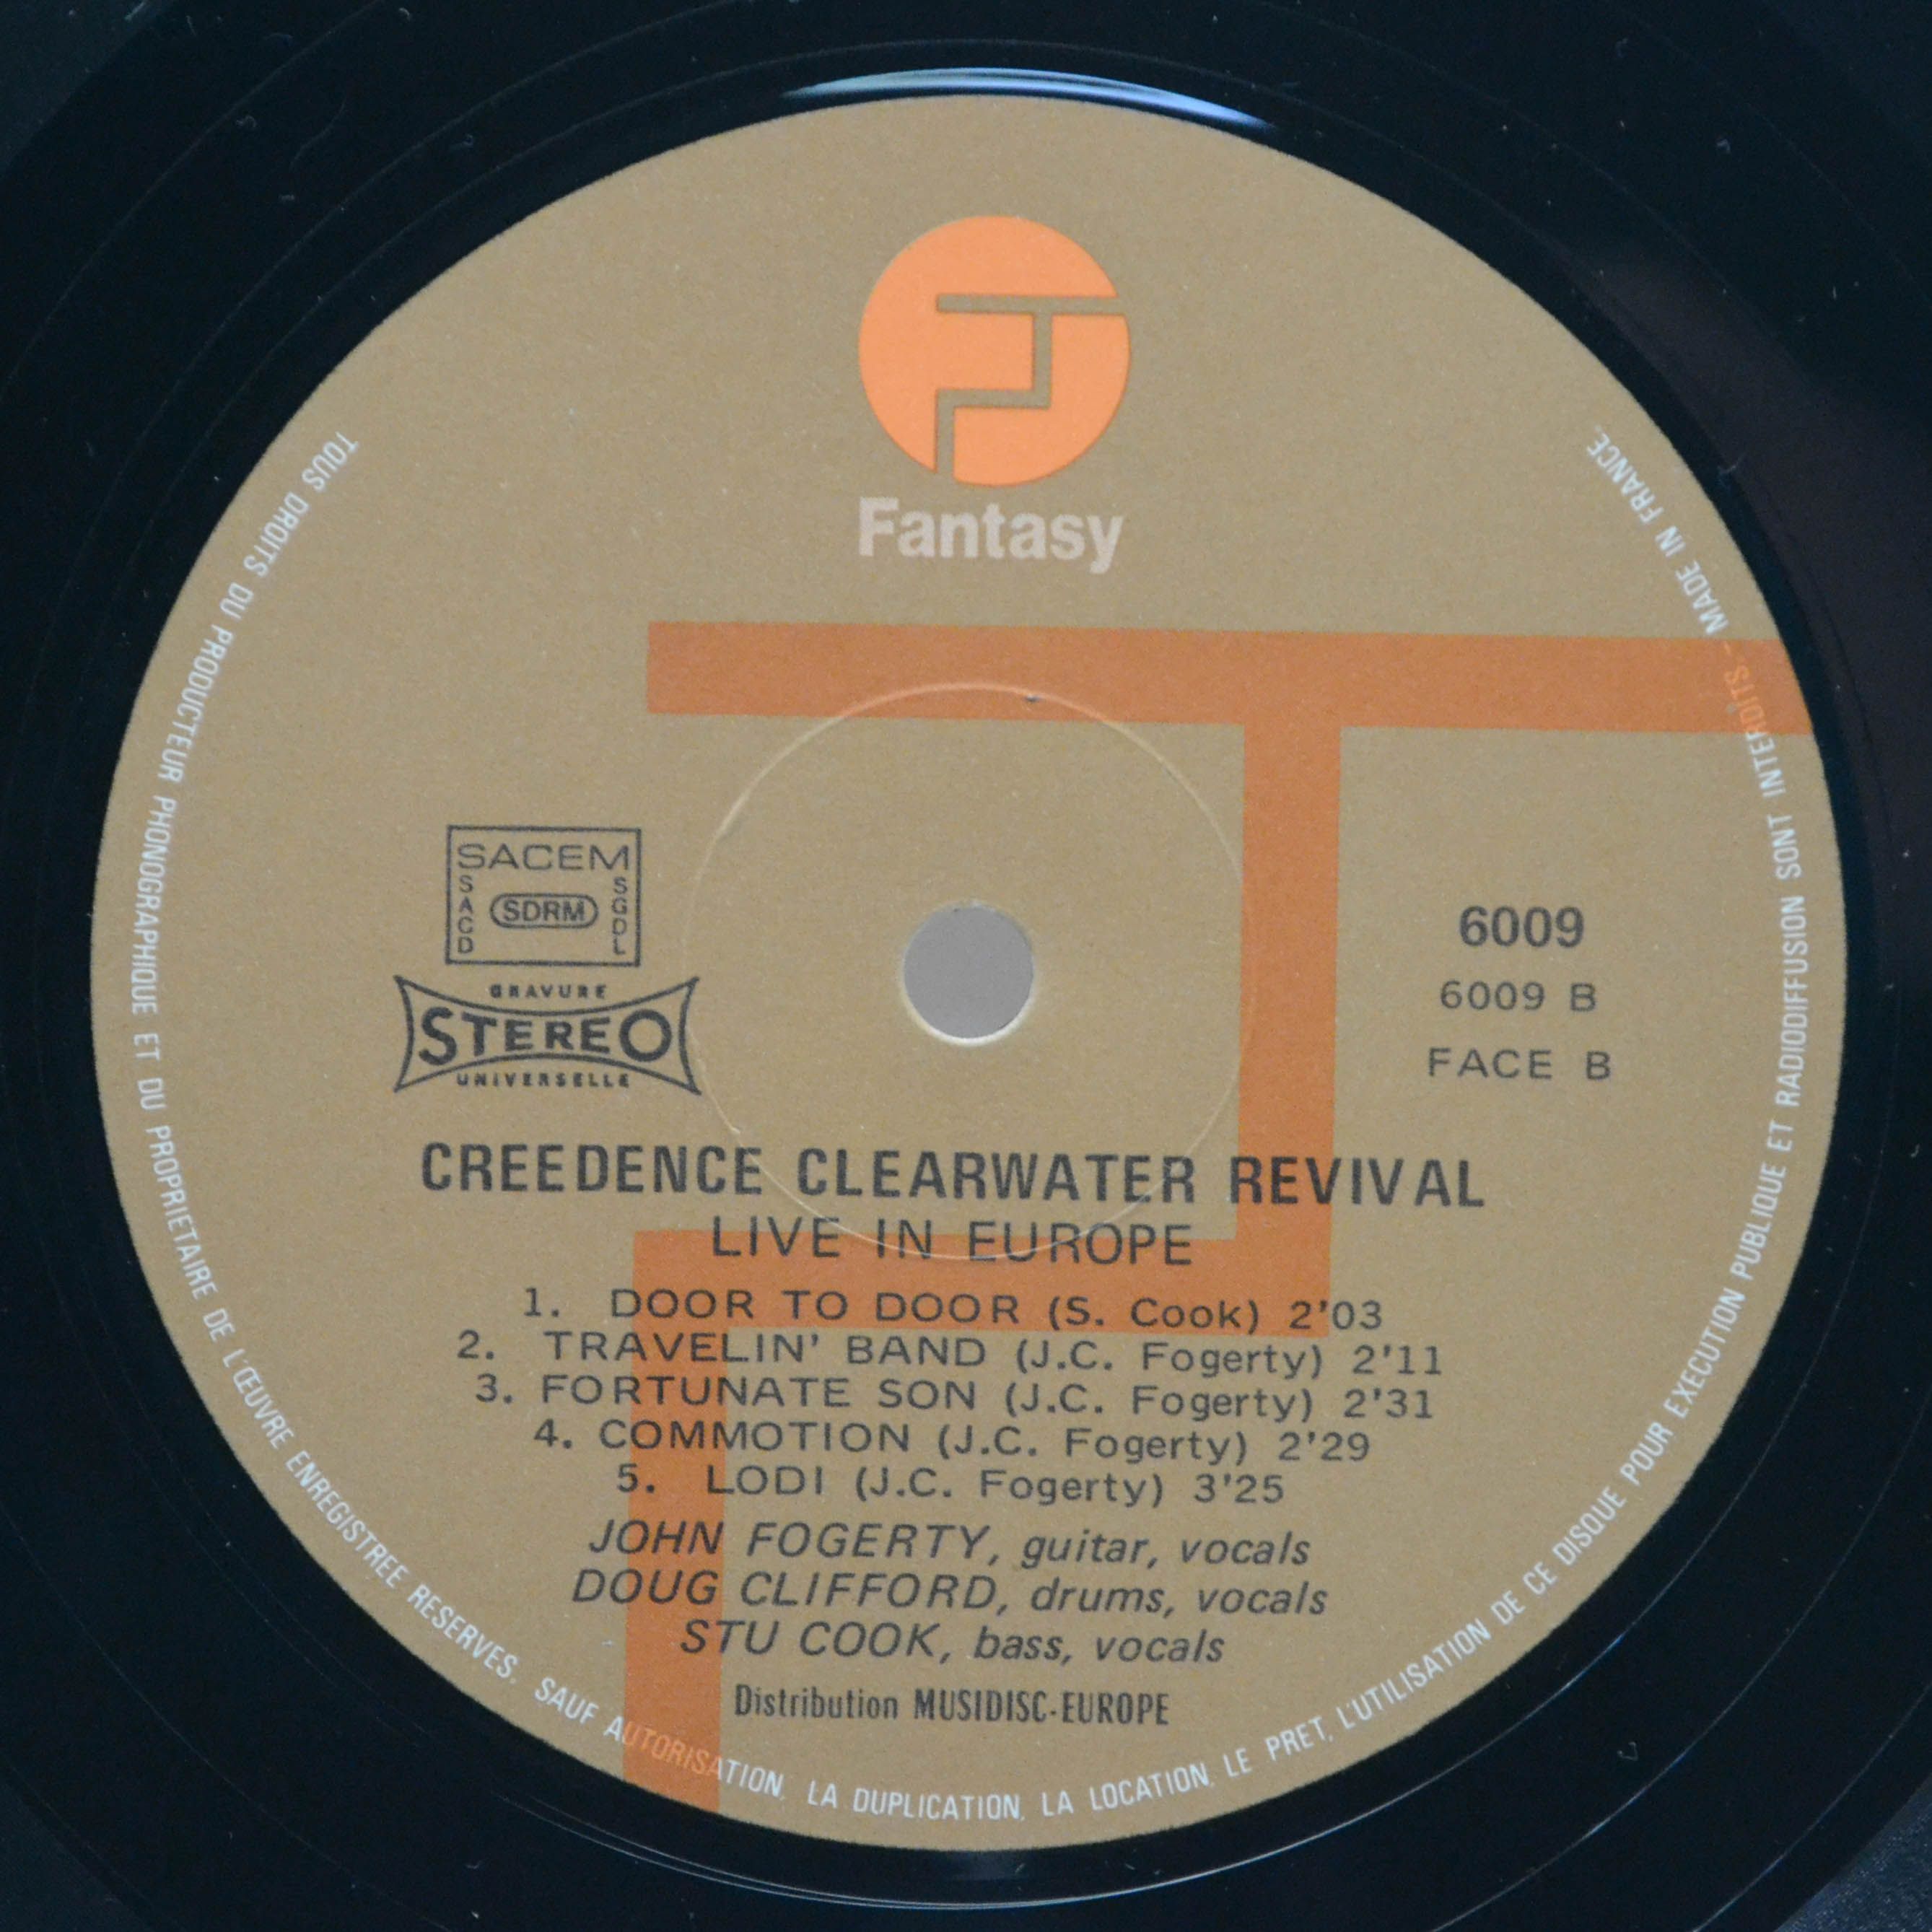 Fantasy
SACEM
SACD
SDRM
SGDL
GRAVURE
STEREO
UNIVERSELLE
6009
6009 B
FACE B
CREEDENCE CLEARWATER REVIVAL
LIVE IN EUROPE
1. DOOR TO DOOR (S. Cook) 2'03
2. TRAVELIN' BAND (J.C. Fogerty) 2'11
3. FORTUNATE SON (J.C. Fogerty) 2'31
4. COMMOTION (J.C. Fogerty) 2'29
5. LODI (J.C. Fogerty) 3'25
JOHN FOGERTY, guitar, vocals
DOUG CLIFFORD, drums, vocals
STU COOK, bass, vocals
Distribution MUSIDISC-EUROPE
TOUS DROITS DU PRODUCTEUR PHONOGRAPHIQUE ET DU PROPRIETAIRE DE L'ŒUVRE ENREGISTREE RESERVES. SAUF AUTORISATION, LA DUPLICATION, LA LOCATION, LE PRET, L'UTILISATION DE CE DISQUE POUR EXECUTION PUBLIQUE ET RADIODIFFUSION SONT INTERDITS - MADE IN FRANCE.